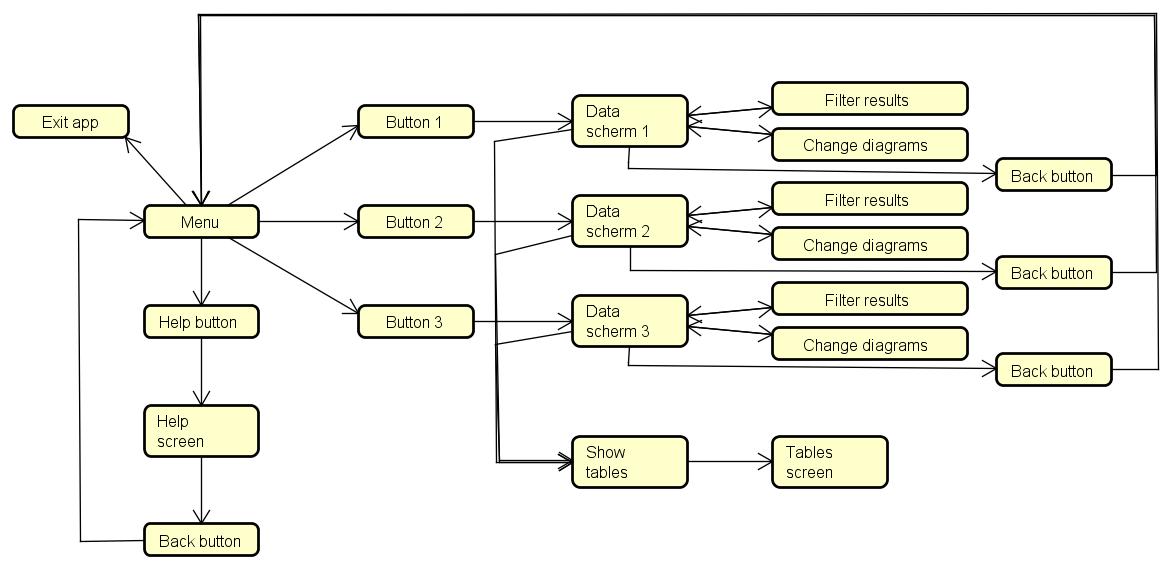 Exit app
Button 1
Data
scherm 1
Filter results
Change diagrams
Back button
Menu
Button 2
Data
scherm 2
Filter results
Change diagrams
Back button
Help button
Button 3
Data
scherm 3
Filter results
Change diagrams
Back button
Help
screen
Show
tables
Tables
screen
Back button